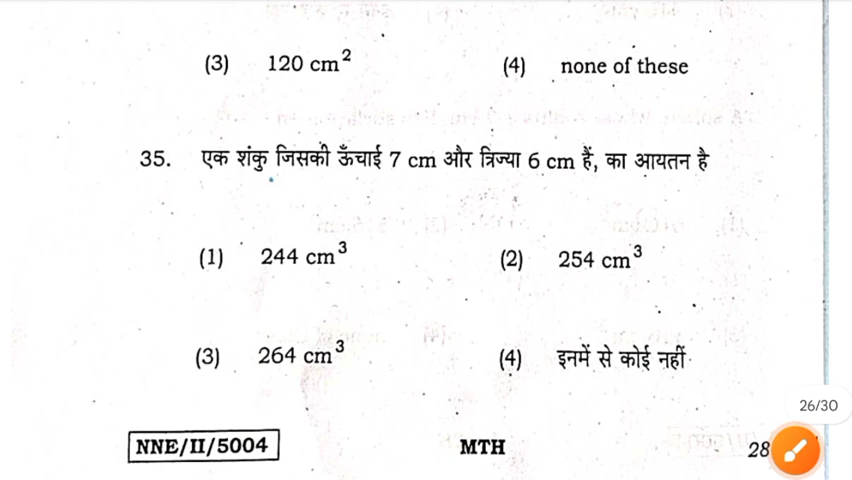 (3) 120 cm² (4) none of these
35. एक शंकु जिसकी ऊँचाई 7 cm और त्रिज्या 6 cm हैं, का आयतन है
(1) 244 cm³ (2) 254 cm³
(3) 264 cm³ (4) इनमें से कोई नहीं
26/30
NNE/II/5004 MTH 28